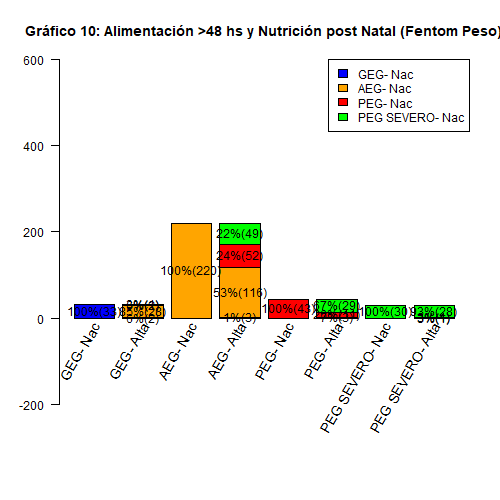 Gráfico 10: Alimentación >48 hs y Nutrición post Natal (Fentom Peso)
600
400
200
0
-200
GEG- Nac
AEG- Nac
PEG- Nac
PEG SEVERO- Nac
22%(49)
24%(52)
100%(220)
53%(116)
1%(3)
100%(43)
67%(29)
100%(30)
GEG- Nac
GEG- Alta
AEG- Nac
AEG- Alta
PEG- Nac
PEG- Alta
PEG SEVERO- Nac
PEG SEVERO- Alta